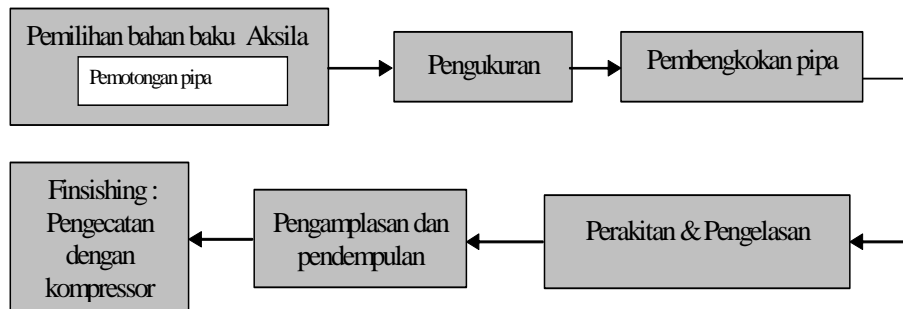 Pemilihan bahan baku Aksila
Pemotongan pipa
Pengukuran
Pembengkokan pipa
Perakitan & Pengelasan
Pengamplasan dan
pendempulan
Finsishing :
Pengecatan
dengan
kompressor